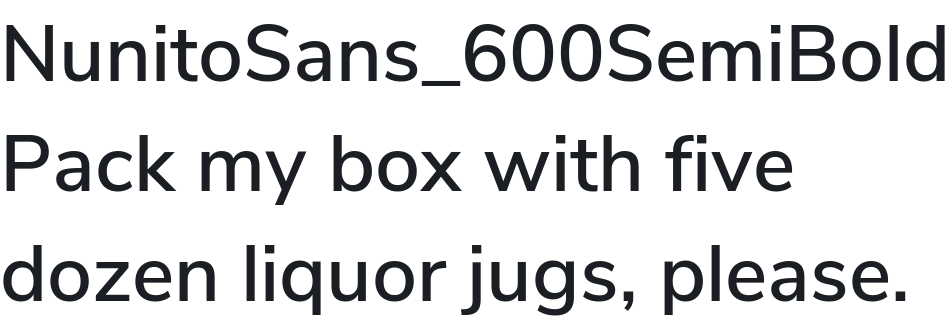 NunitoSans_600SemiBold
Pack my box with five
dozen liquor jugs, please.